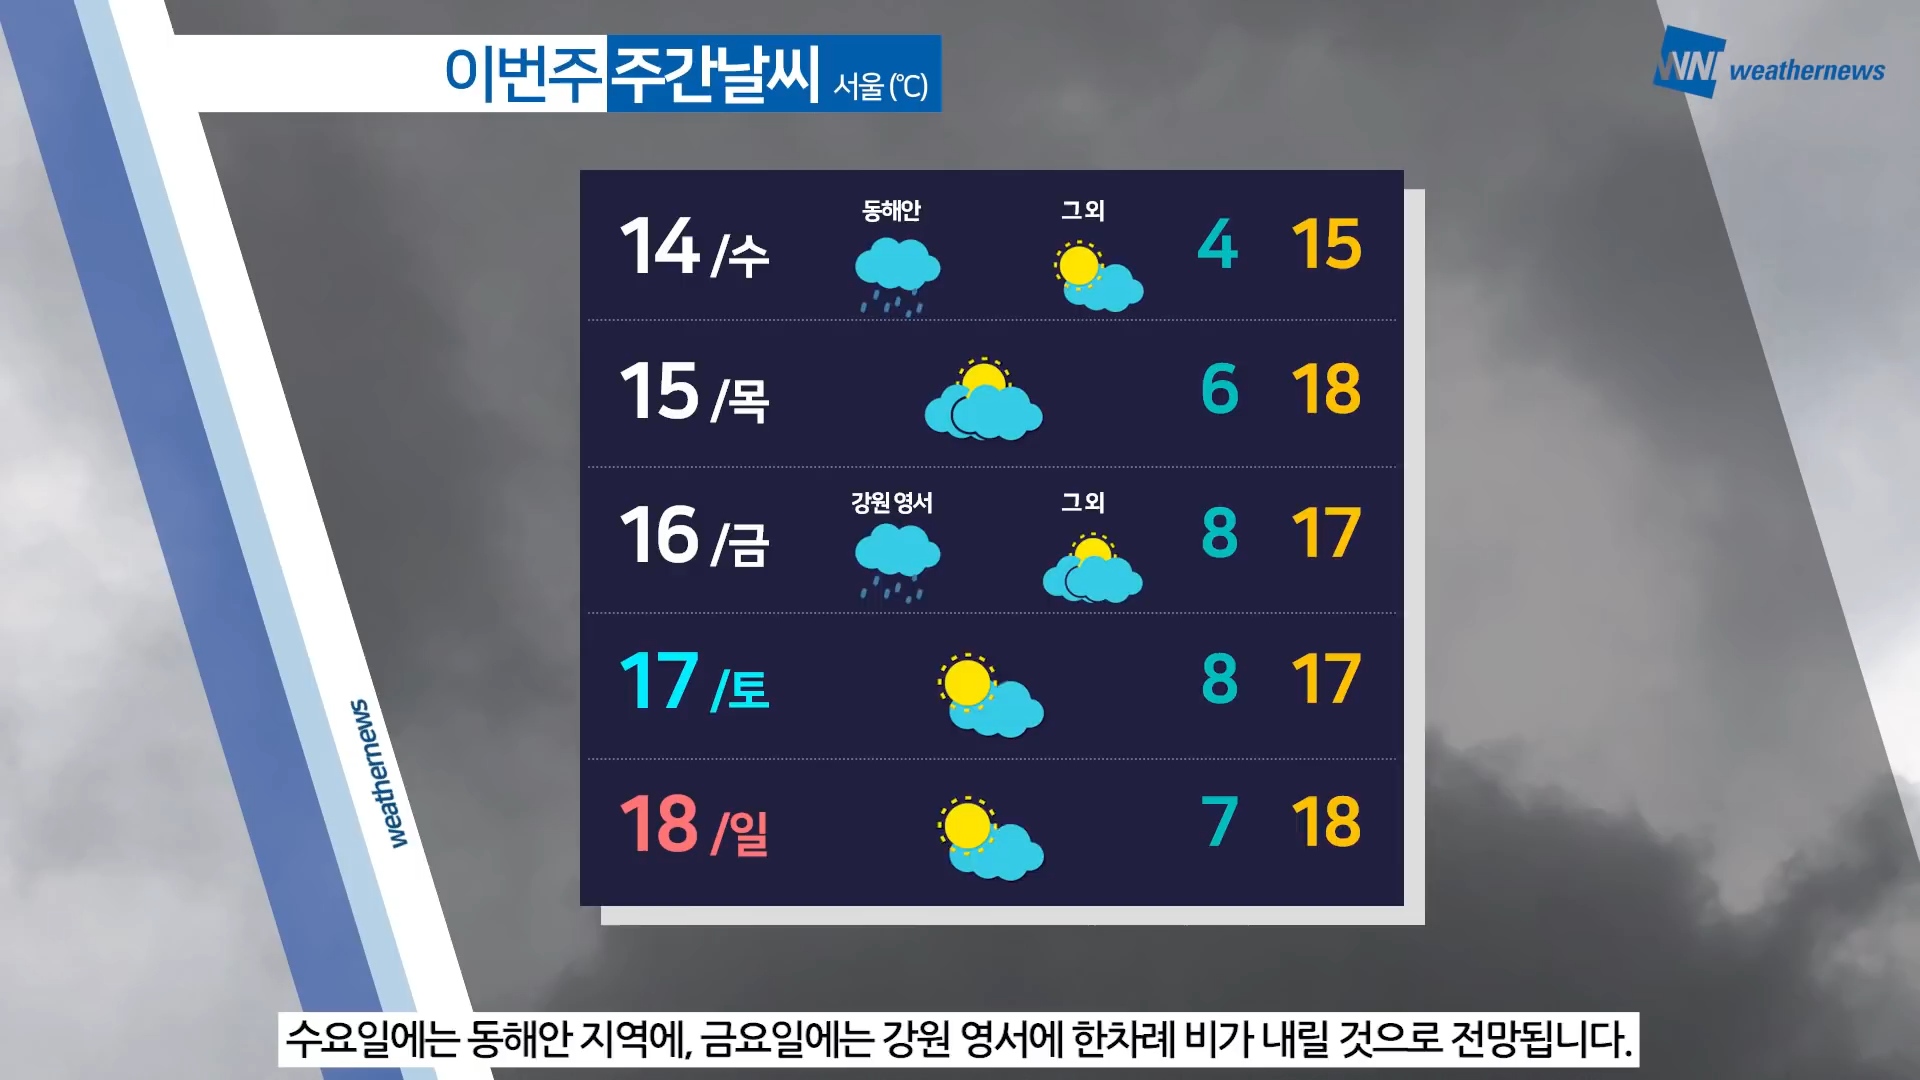 이번주 주간날씨 서울 (℃)
WNI weathernews
동해안 그 외
14 /수 4 15
15 /목 6 18
강원 영서 그 외
16 /금 8 17
17 /토 8 17
18 /일 7 18
weathernews
수요일에는 동해안 지역에, 금요일에는 강원 영서에 한차례 비가 내릴 것으로 전망됩니다.